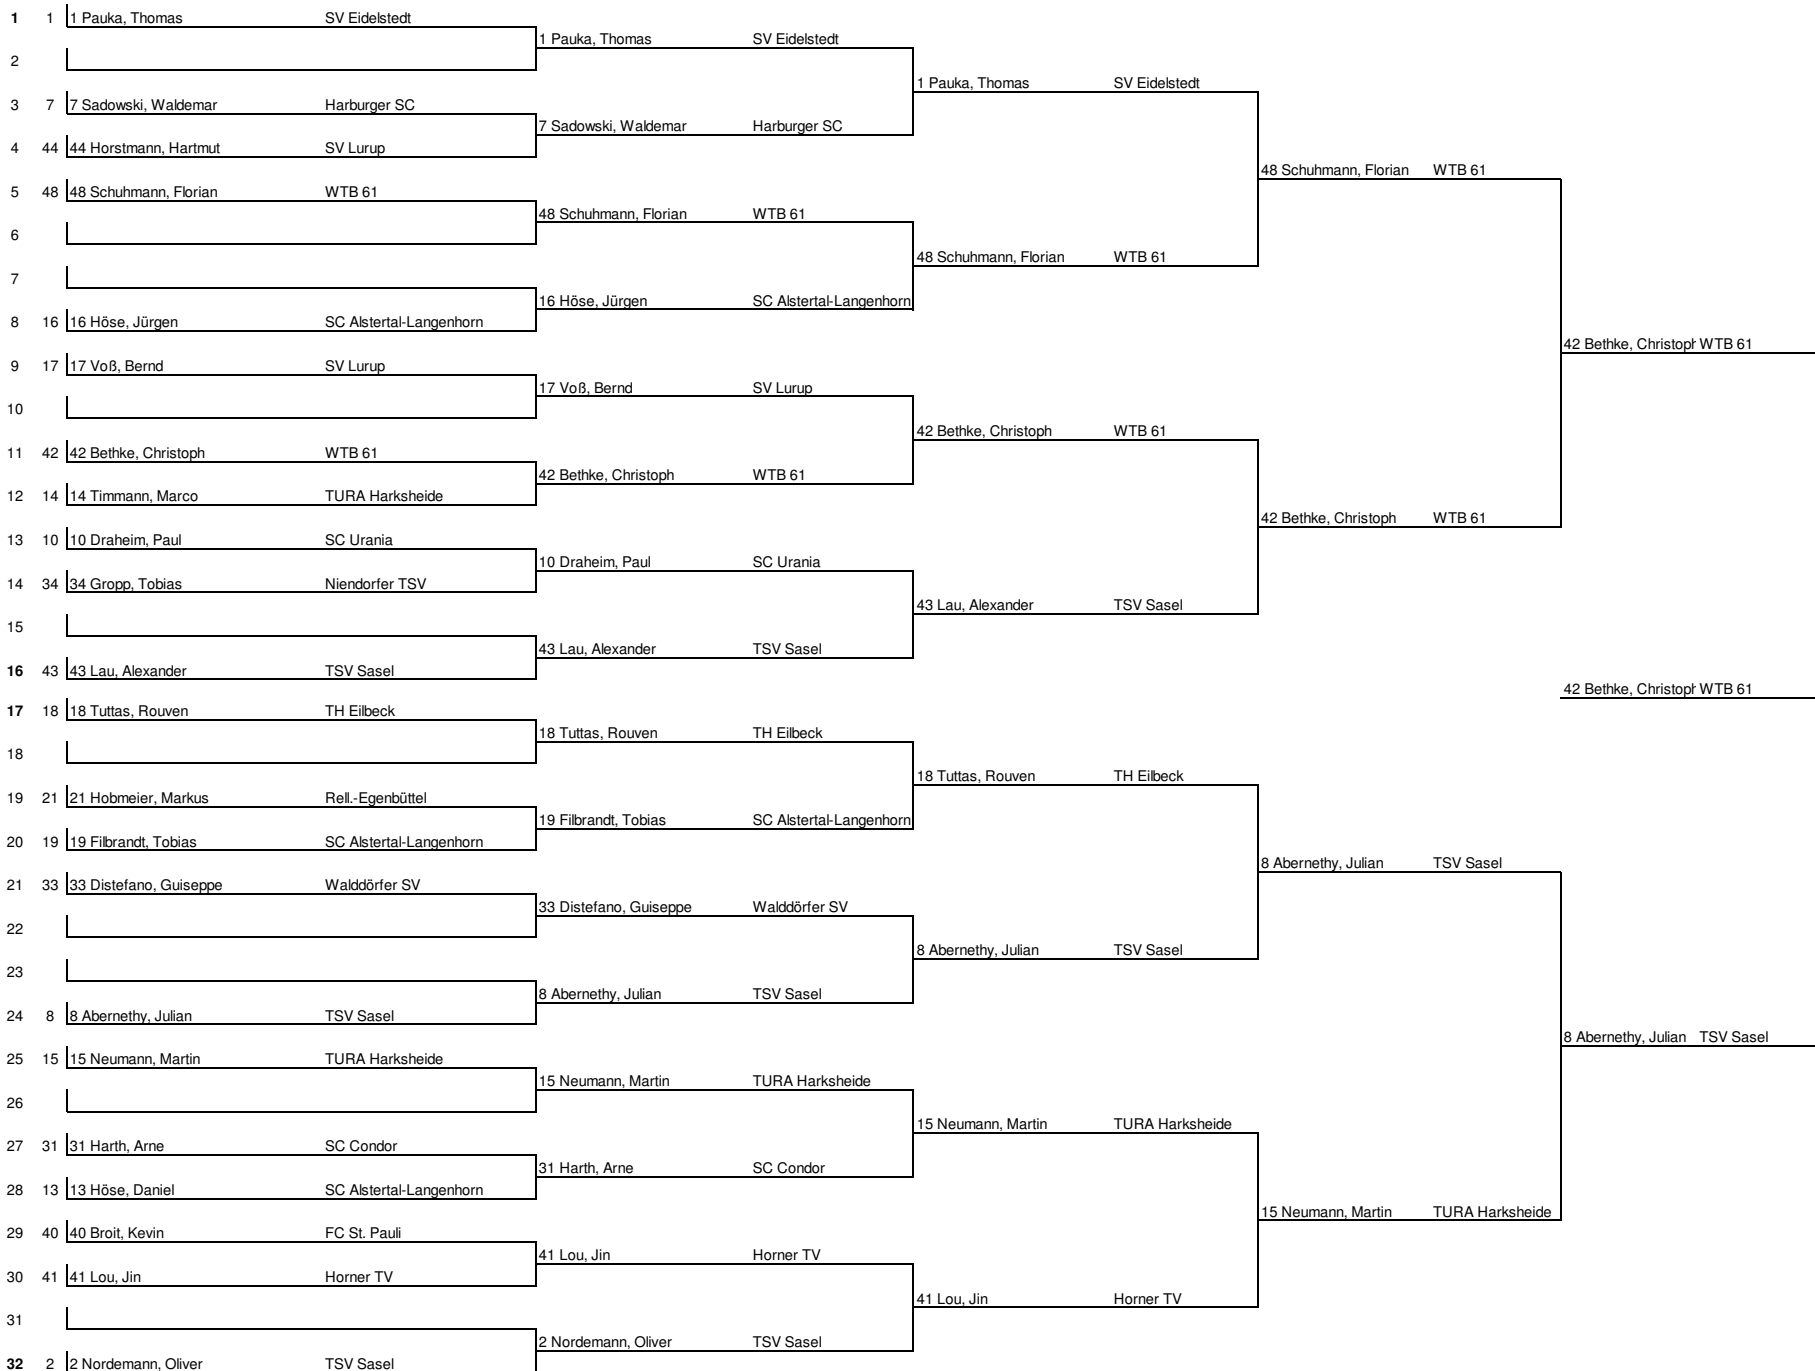 1 1 1 Pauka, Thomas SV Eidelstedt
1 Pauka, Thomas SV Eidelstedt
2
1 Pauka, Thomas SV Eidelstedt
3 7 7 Sadowski, Waldemar Harburger SC
7 Sadowski, Waldemar Harburger SC
4 44 44 Horstmann, Hartmut SV Lurup
48 Schuhmann, Florian WTB 61
5 48 48 Schuhmann, Florian WTB 61
48 Schuhmann, Florian WTB 61
6
48 Schuhmann, Florian WTB 61
7
16 Höse, Jürgen SC Alstertal-Langenhorn
8 16 16 Höse, Jürgen SC Alstertal-Langenhorn
42 Bethke, Christoph WTB 61
9 17 17 Voß, Bernd SV Lurup
17 Voß, Bernd SV Lurup
10
42 Bethke, Christoph WTB 61
11 42 42 Bethke, Christoph WTB 61
42 Bethke, Christoph WTB 61
12 14 14 Timmann, Marco TURA Harksheide
42 Bethke, Christoph WTB 61
13 10 10 Draheim, Paul SC Urania
10 Draheim, Paul SC Urania
14 34 34 Gropp, Tobias Niendorfer TSV
43 Lau, Alexander TSV Sasel
15
43 Lau, Alexander TSV Sasel
16 43 43 Lau, Alexander TSV Sasel
42 Bethke, Christoph WTB 61
17 18 18 Tuttas, Rouven TH Eilbeck
18 Tuttas, Rouven TH Eilbeck
18
18 Tuttas, Rouven TH Eilbeck
19 21 21 Hobmeier, Markus Rell.-Egenbüttel
19 Filbrandt, Tobias SC Alstertal-Langenhorn
20 19 19 Filbrandt, Tobias SC Alstertal-Langenhorn
8 Abernethy, Julian TSV Sasel
21 33 33 Distefano, Guiseppe Walddörfer SV
33 Distefano, Guiseppe Walddörfer SV
22
8 Abernethy, Julian TSV Sasel
23
8 Abernethy, Julian TSV Sasel
24 8 8 Abernethy, Julian TSV Sasel
8 Abernethy, Julian TSV Sasel
25 15 15 Neumann, Martin TURA Harksheide
15 Neumann, Martin TURA Harksheide
26
15 Neumann, Martin TURA Harksheide
27 31 31 Harth, Arne SC Condor
31 Harth, Arne SC Condor
28 13 13 Höse, Daniel SC Alstertal-Langenhorn
15 Neumann, Martin TURA Harksheide
29 40 40 Broit, Kevin FC St. Pauli
41 Lou, Jin Horner TV
30 41 41 Lou, Jin Horner TV
41 Lou, Jin Horner TV
31
2 Nordemann, Oliver TSV Sasel
32 2 2 Nordemann, Oliver TSV Sasel